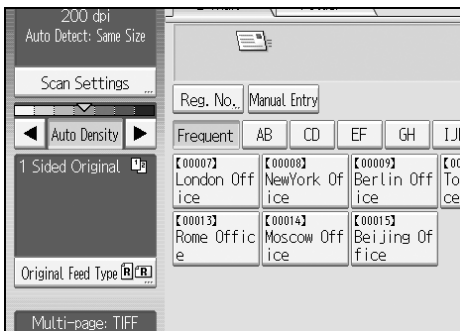 200 dpi
Auto Detect: Same Size
Scan Settings
Auto Density
1 Sided Original
Original Feed Type
Multi-page: TIFF
Reg. No.
Manual Entry
Frequent
AB
CD
EF
GH
【00007】
London Off
ice
【00008】
NewYork Of
ice
【00009】
Berlin Off
ice
【00013】
Rome Offic
e
【00014】
Moscow Off
ice
【00015】
Beijing Of
fice